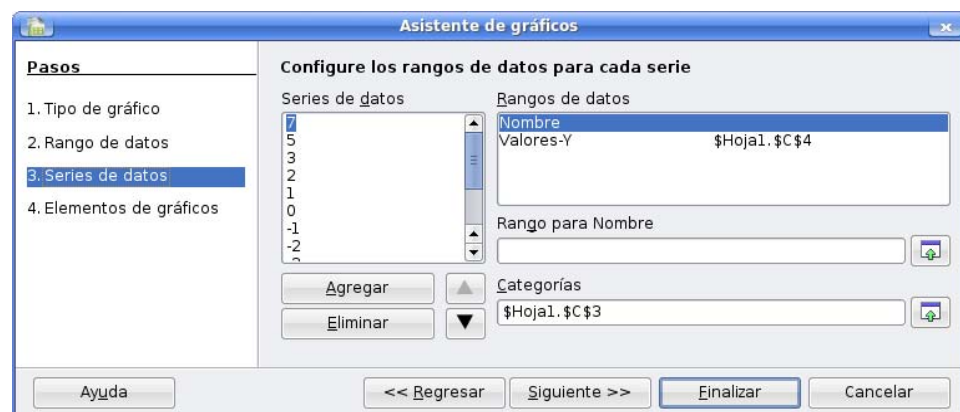 Asistente de gráficos
Pasos
1. Tipo de gráfico
2. Rango de datos
3. Series de datos
4. Elementos de gráficos
Configure los rangos de datos para cada serie
Series de datos
7
5
3
2
1
0
-1
-2
Agregar
Eliminar
Rangos de datos
Nombre
Valores-Y $Hoja1.$C$4
Rango para Nombre
Categorías
$Hoja1.$C$3
Ayuda
<< Regresar
Siguiente >>
Finalizar
Cancelar